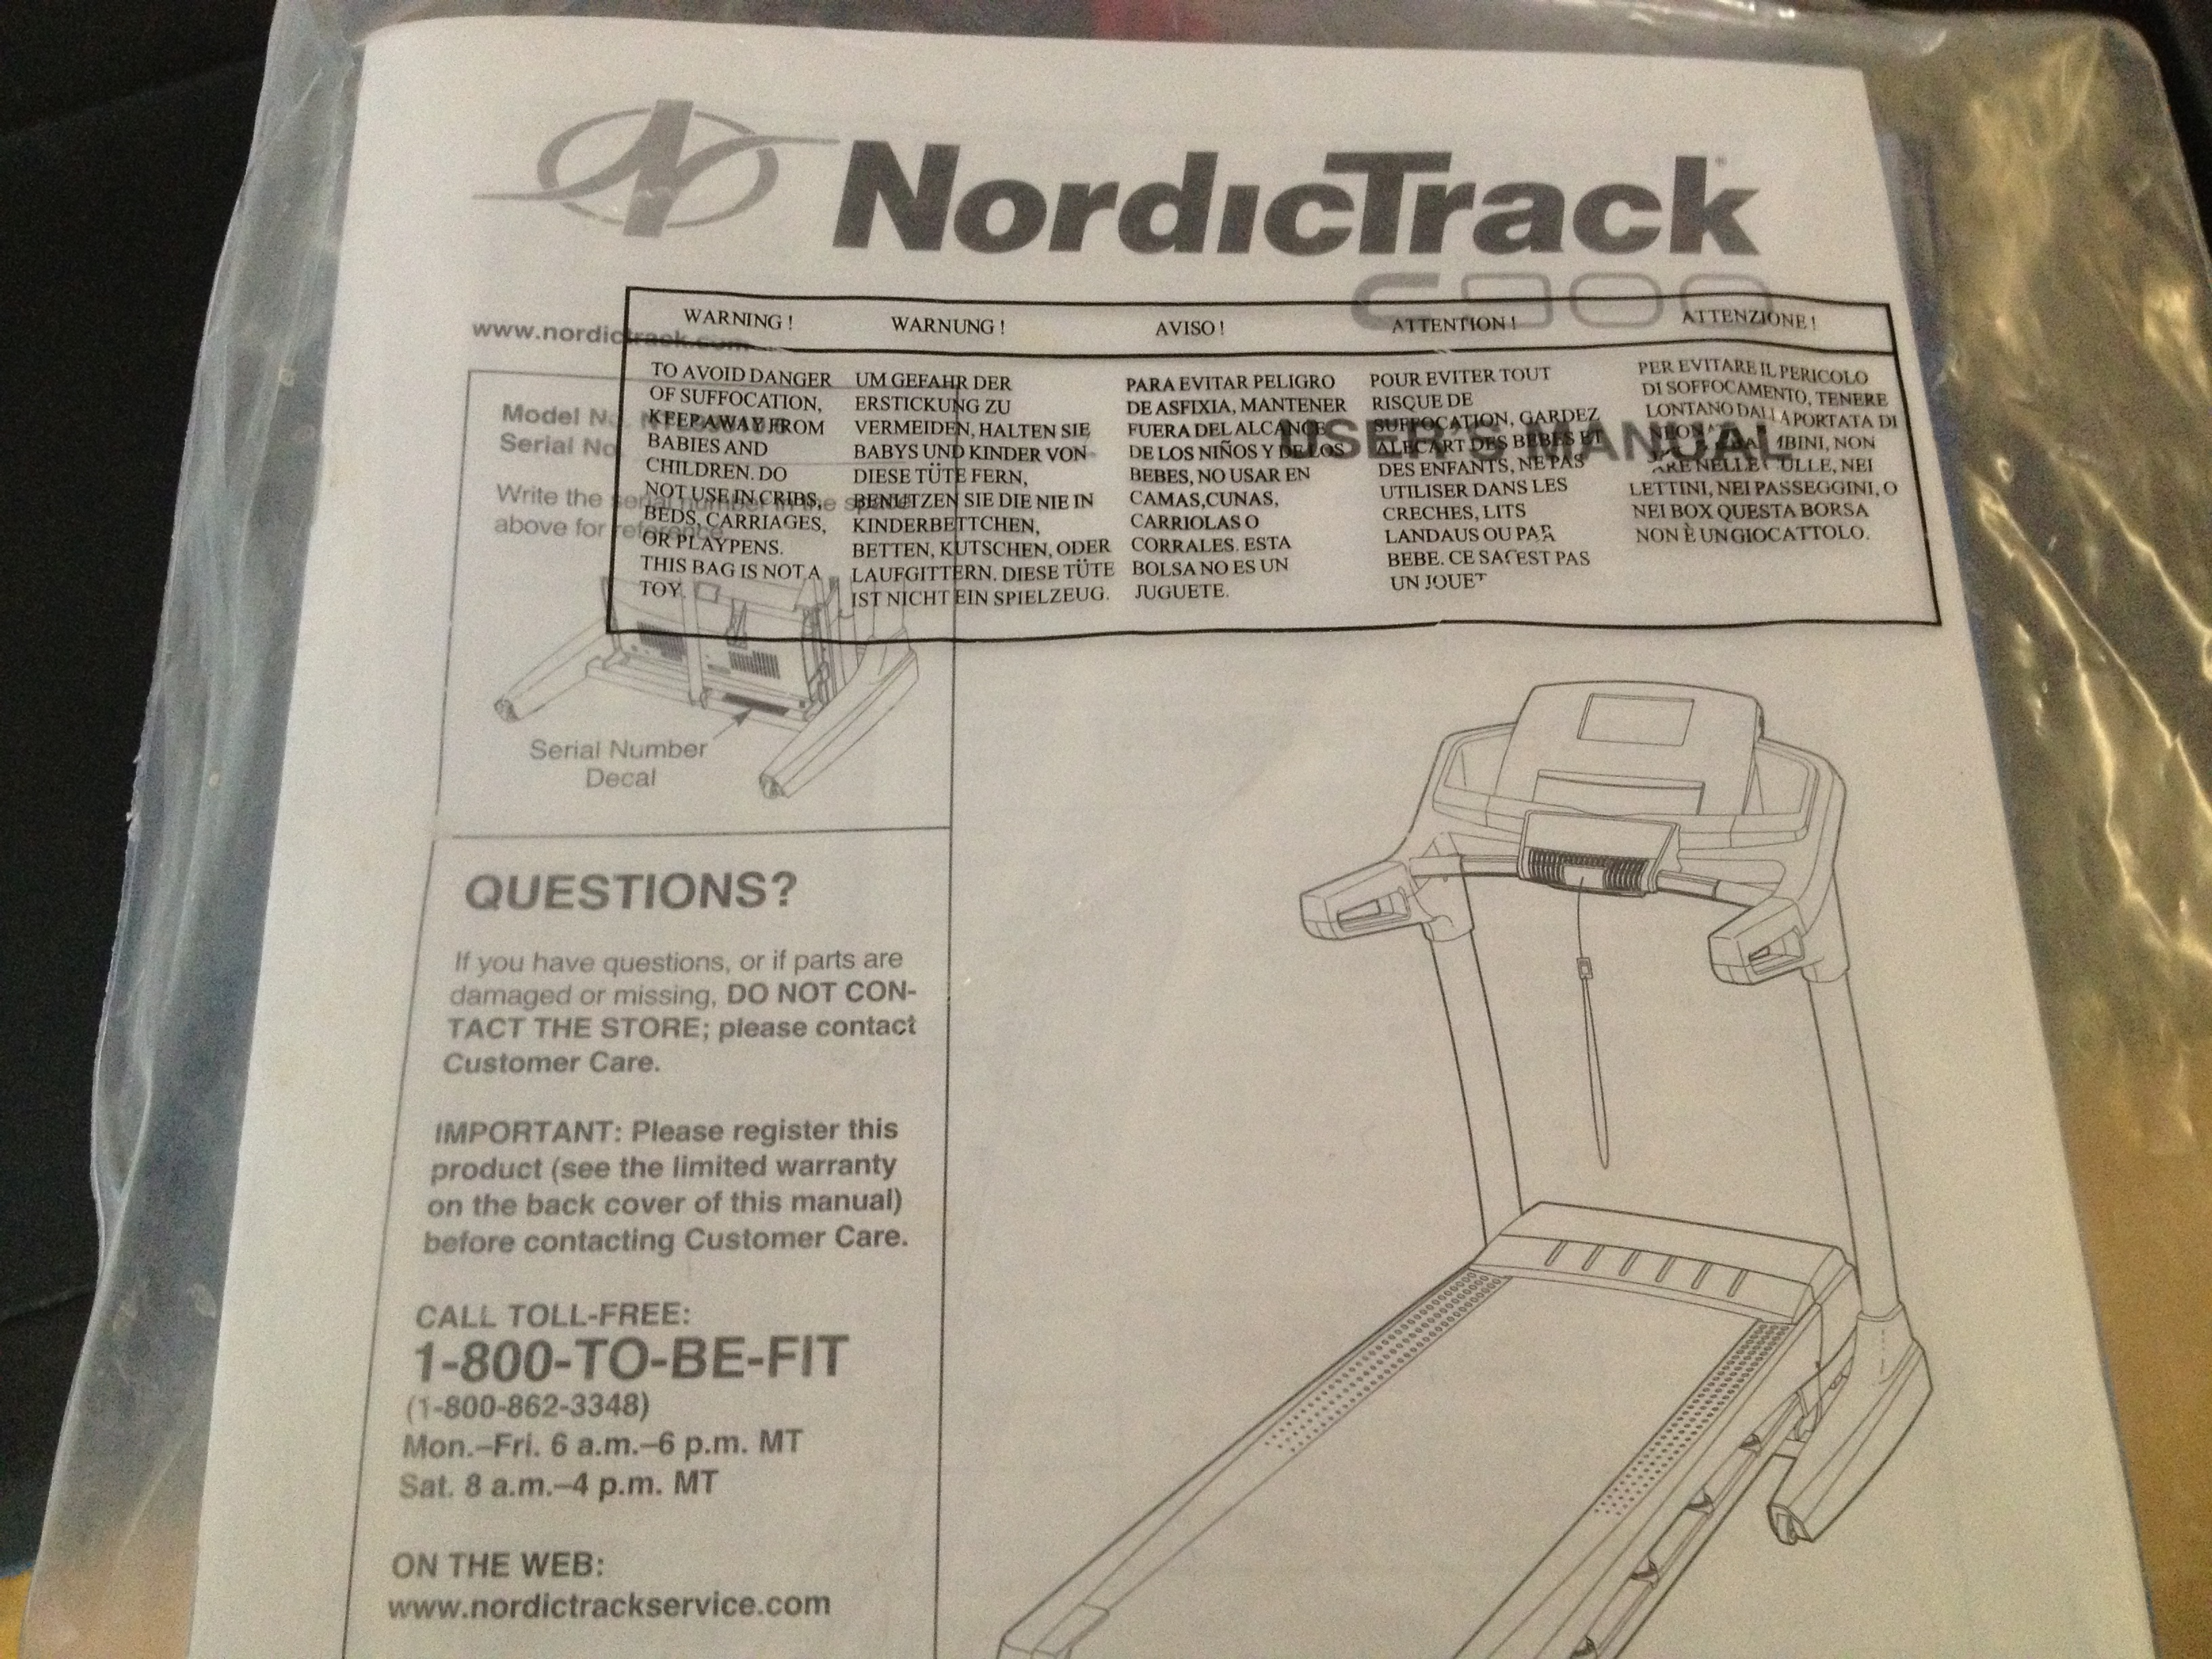 NordicTrack
www.nordictrack.com
USER'S MANUAL
Model No.
Serial No.
Write the serial number in the space
above for reference.
Serial Number
Decal
QUESTIONS?
If you have questions, or if parts are
damaged or missing, DO NOT CON-
TACT THE STORE; please contact
Customer Care.
IMPORTANT: Please register this
product (see the limited warranty
on the back cover of this manual)
before contacting Customer Care.
CALL TOLL-FREE:
1-800-TO-BE-FIT
(1-800-862-3348)
Mon.–Fri. 6 a.m.–6 p.m. MT
Sat. 8 a.m.–4 p.m. MT
ON THE WEB:
www.nordictrackservice.com
WARNING !
TO AVOID DANGER
OF SUFFOCATION,
KEEP AWAY FROM
BABIES AND
CHILDREN. DO
NOT USE IN CRIBS,
BEDS, CARRIAGES,
OR PLAYPENS.
THIS BAG IS NOT A
TOY.
WARNUNG !
UM GEFAHR DER
ERSTICKUNG ZU
VERMEIDEN, HALTEN SIE
BABYS UND KINDER VON
DIESE TÜTE FERN,
BENUTZEN SIE DIE NIE IN
KINDERBETTCHEN,
BETTEN, KUTSCHEN, ODER
LAUFGITTERN. DIESE TÜTE
IST NICHT EIN SPIELZEUG.
AVISO !
PARA EVITAR PELIGRO
DE ASFIXIA, MANTENER
FUERA DEL ALCANCE
DE LOS NIÑOS Y DE LOS
BEBES, NO USAR EN
CAMAS,CUNAS,
CARRIOLAS O
CORRALES. ESTA
BOLSA NO ES UN
JUGUETE.
ATTENTION !
POUR EVITER TOUT
RISQUE DE
SUFFOCATION, GARDEZ
ALECART DES BEBES ET
DES ENFANTS, NE PAS
UTILISER DANS LES
CRECHES, LITS
LANDAUS OU PAR
BEBE. CE SAC EST PAS
UN JOUET
ATTENZIONE !
PER EVITARE IL PERICOLO
DI SOFFOCAMENTO, TENERE
LONTANO DALLA PORTATA DI
NON
NELLE CULLE, NEI
LETTINI, NEI PASSEGGINI, O
NEI BOX QUESTA BORSA
NON È UN GIOCATTOLO.